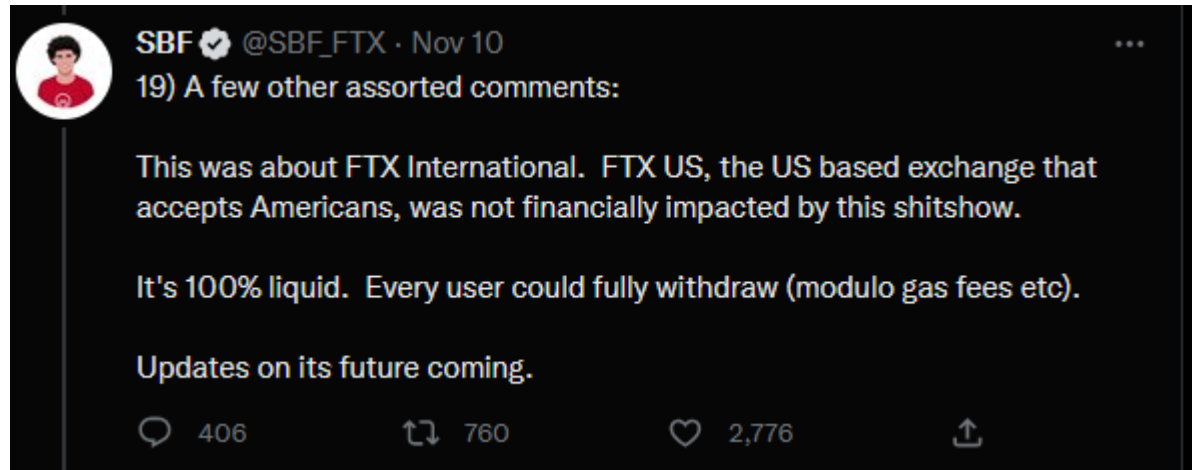 SBF @SBF_FTX · Nov 10
19) A few other assorted comments:
This was about FTX International.  FTX US, the US based exchange that
accepts Americans, was not financially impacted by this shitshow.
It's 100% liquid.  Every user could fully withdraw (modulo gas fees etc).
Updates on its future coming.
406 760 2,776